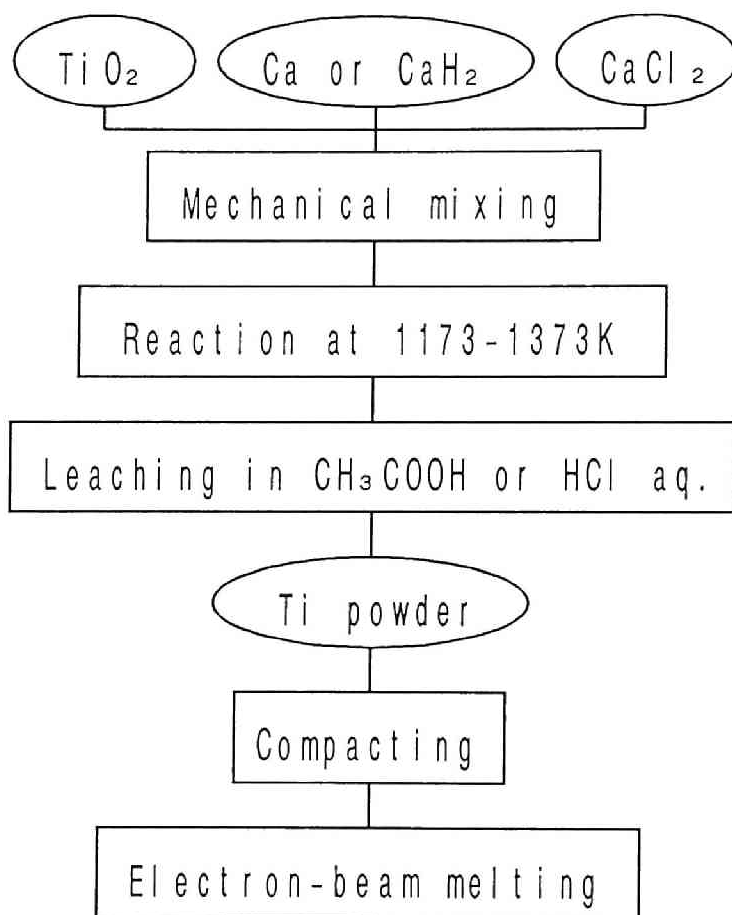 TiO₂ Ca or CaH₂ CaCl₂
Mechanical mixing
Reaction at 1173-1373K
Leaching in CH₃COOH or HCl aq.
Ti powder
Compacting
Electron-beam melting